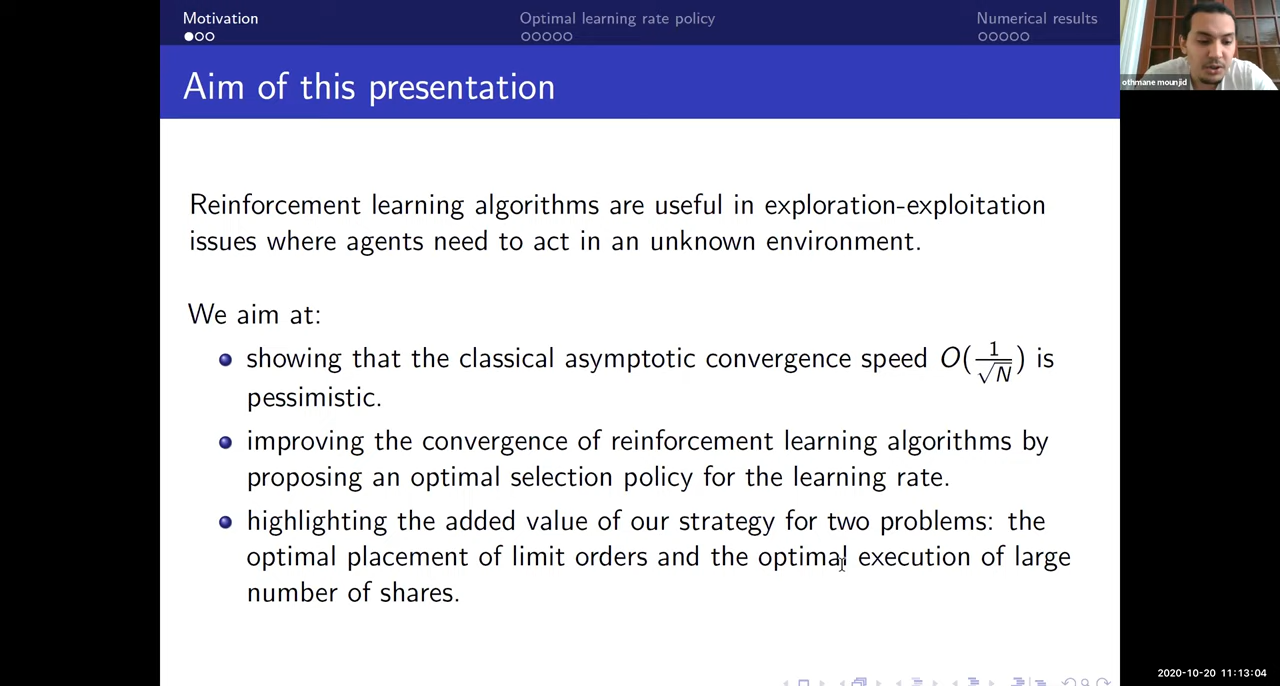 Motivation
Optimal learning rate policy
Numerical results
Aim of this presentation
othmane mounjid
Reinforcement learning algorithms are useful in exploration-exploitation
issues where agents need to act in an unknown environment.
We aim at:
showing that the classical asymptotic convergence speed O(1/√N) is
pessimistic.
improving the convergence of reinforcement learning algorithms by
proposing an optimal selection policy for the learning rate.
highlighting the added value of our strategy for two problems: the
optimal placement of limit orders and the optimal execution of large
number of shares.
2020-10-20 11:13:04